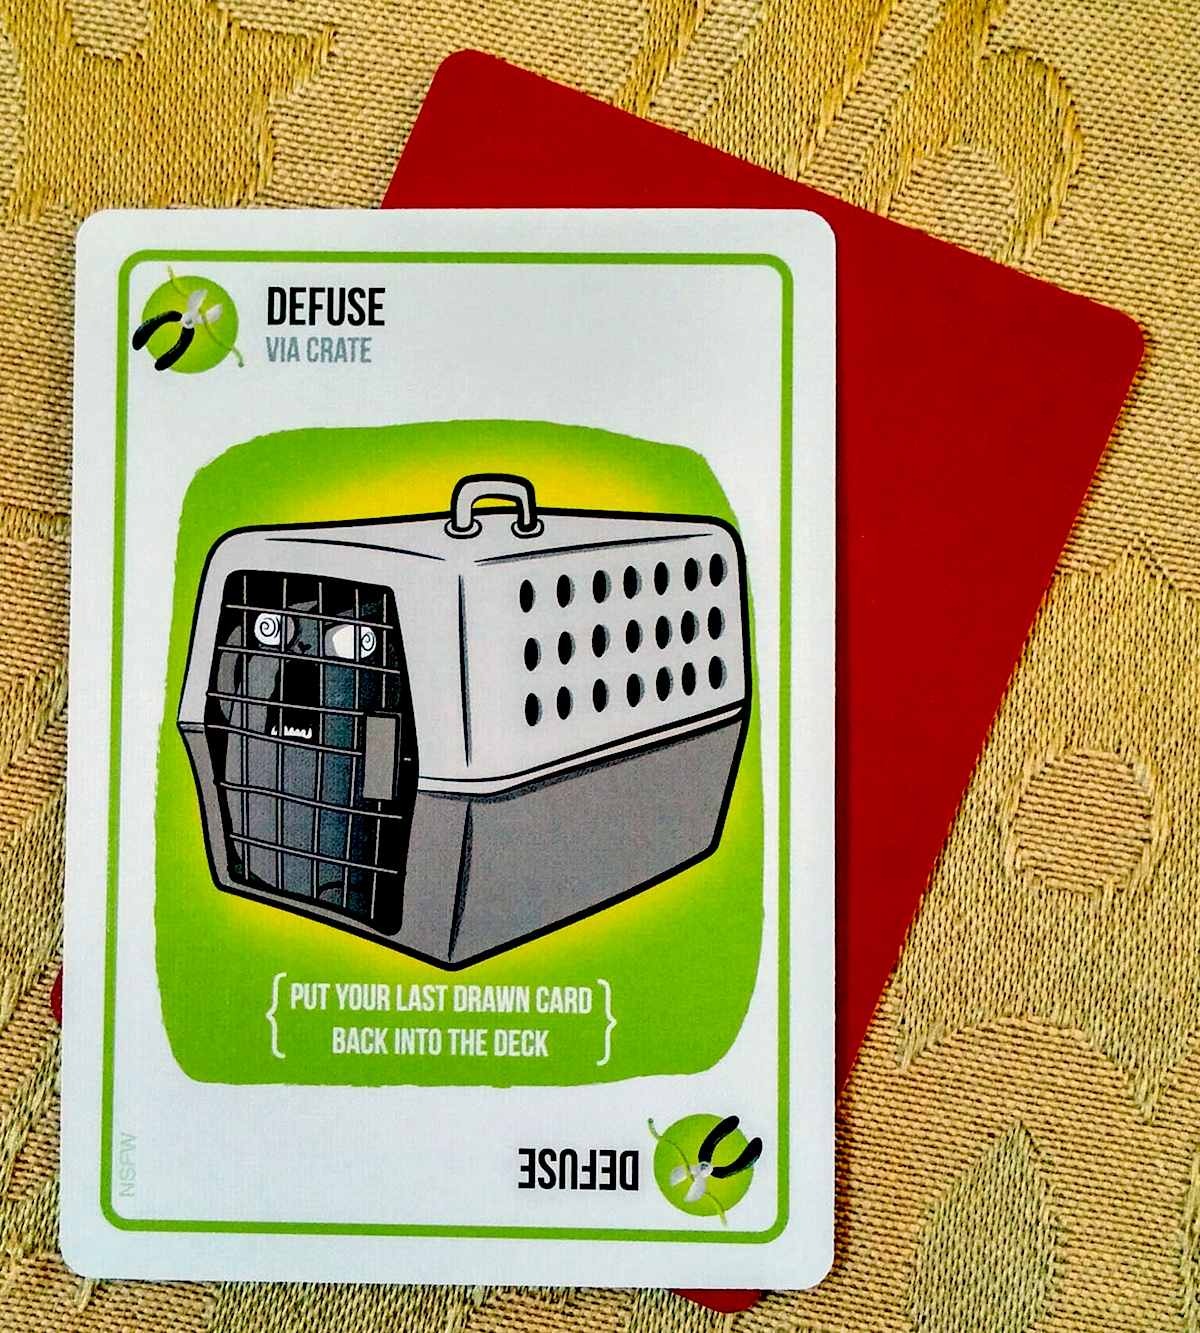 DEFUSE
VIA CRATE
{ PUT YOUR LAST DRAWN CARD
BACK INTO THE DECK }
DEFUSE
NSFW